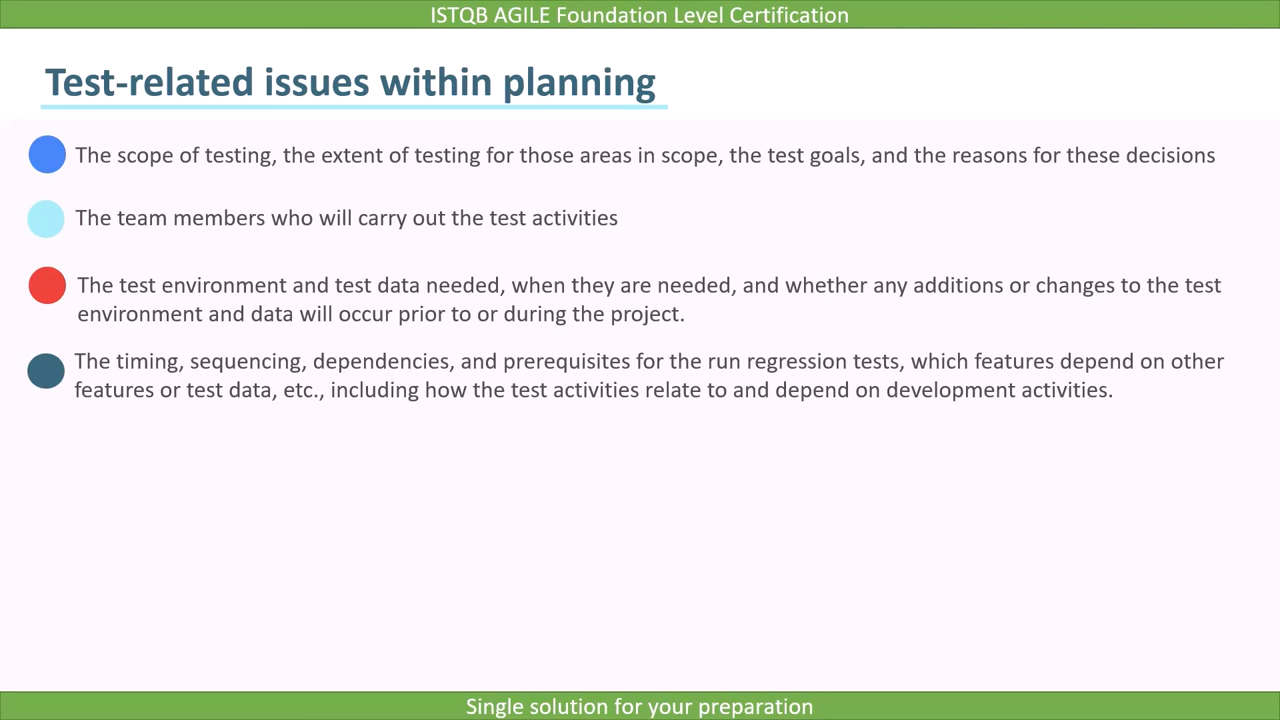 ISTQB AGILE Foundation Level Certification
Test-related issues within planning
The scope of testing, the extent of testing for those areas in scope, the test goals, and the reasons for these decisions
The team members who will carry out the test activities
The test environment and test data needed, when they are needed, and whether any additions or changes to the test
environment and data will occur prior to or during the project.
The timing, sequencing, dependencies, and prerequisites for the run regression tests, which features depend on other
features or test data, etc., including how the test activities relate to and depend on development activities.
Single solution for your preparation